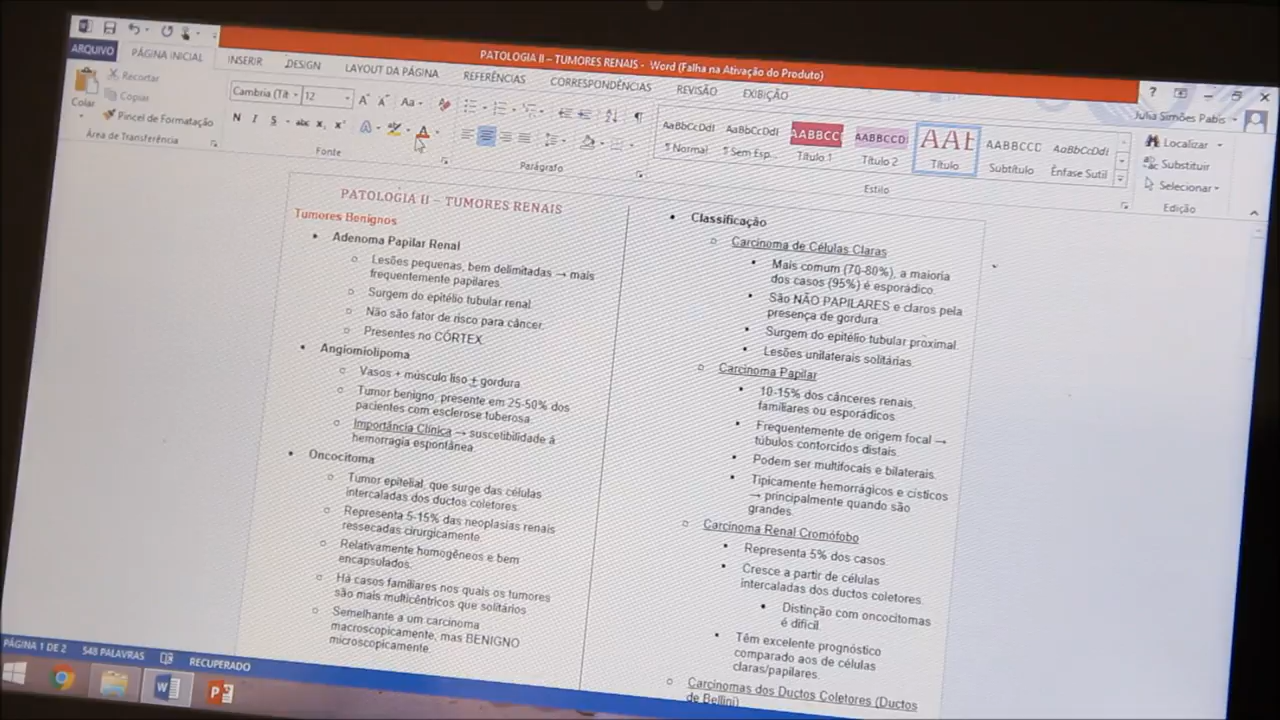 PATOLOGIA II – TUMORES RENAIS - Word (Falha na Ativação do Produto)
ARQUIVO
PÁGINA INICIAL
INSERIR
DESIGN
LAYOUT DA PÁGINA
REFERÊNCIAS
CORRESPONDÊNCIAS
REVISÃO
EXIBIÇÃO
Julia Simões Pabis
Colar
Recortar
Copiar
Pincel de Formatação
Área de Transferência
Cambria (Tít
12
Aa
N I S abc x₂ x²
Fonte
Parágrafo
AaBbCcDdI
¶ Normal
AaBbCcDdI
¶ Sem Esp...
AABBCC
Título 1
AABBCCD
Título 2
AAE
Título
AABBCCC
Subtítulo
AaBbCcDdI
Ênfase Sutil
Estilo
Localizar
Substituir
Selecionar
Edição
PATOLOGIA II – TUMORES RENAIS
Tumores Benignos
• Adenoma Papilar Renal
o Lesões pequenas, bem delimitadas → mais
frequentemente papilares.
o Surgem do epitélio tubular renal.
o Não são fator de risco para câncer.
o Presentes no CÓRTEX.
• Angiomiolipoma
o Vasos + músculo liso + gordura.
o Tumor benigno, presente em 25-50% dos
pacientes com esclerose tuberosa.
o Importância Clínica → suscetibilidade à
hemorragia espontânea.
• Oncocitoma
o Tumor epitelial, que surge das células
intercaladas dos ductos coletores.
o Representa 5-15% das neoplasias renais
ressecadas cirurgicamente.
o Relativamente homogêneos e bem
encapsulados.
o Há casos familiares nos quais os tumores
são mais multicêntricos que solitários.
o Semelhante a um carcinoma
macroscopicamente, mas BENIGNO
microscopicamente.
• Classificação
o Carcinoma de Células Claras
▪ Mais comum (70-80%), a maioria
dos casos (95%) é esporádico.
▪ São NÃO PAPILARES e claros pela
presença de gordura.
▪ Surgem do epitélio tubular proximal.
▪ Lesões unilaterais solitárias.
o Carcinoma Papilar
▪ 10-15% dos cânceres renais,
familiares ou esporádicos.
▪ Frequentemente de origem focal →
túbulos contorcidos distais.
▪ Podem ser multifocais e bilaterais.
▪ Tipicamente hemorrágicos e císticos
→ principalmente quando são
grandes.
o Carcinoma Renal Cromófobo
▪ Representa 5% dos casos.
▪ Cresce a partir de células
intercaladas dos ductos coletores.
▪ Distinção com oncocitomas
é difícil.
▪ Têm excelente prognóstico
comparado aos de células
claras/papilares.
o Carcinomas dos Ductos Coletores (Ductos
de Bellini)
PÁGINA 1 DE 2
548 PALAVRAS
RECUPERADO